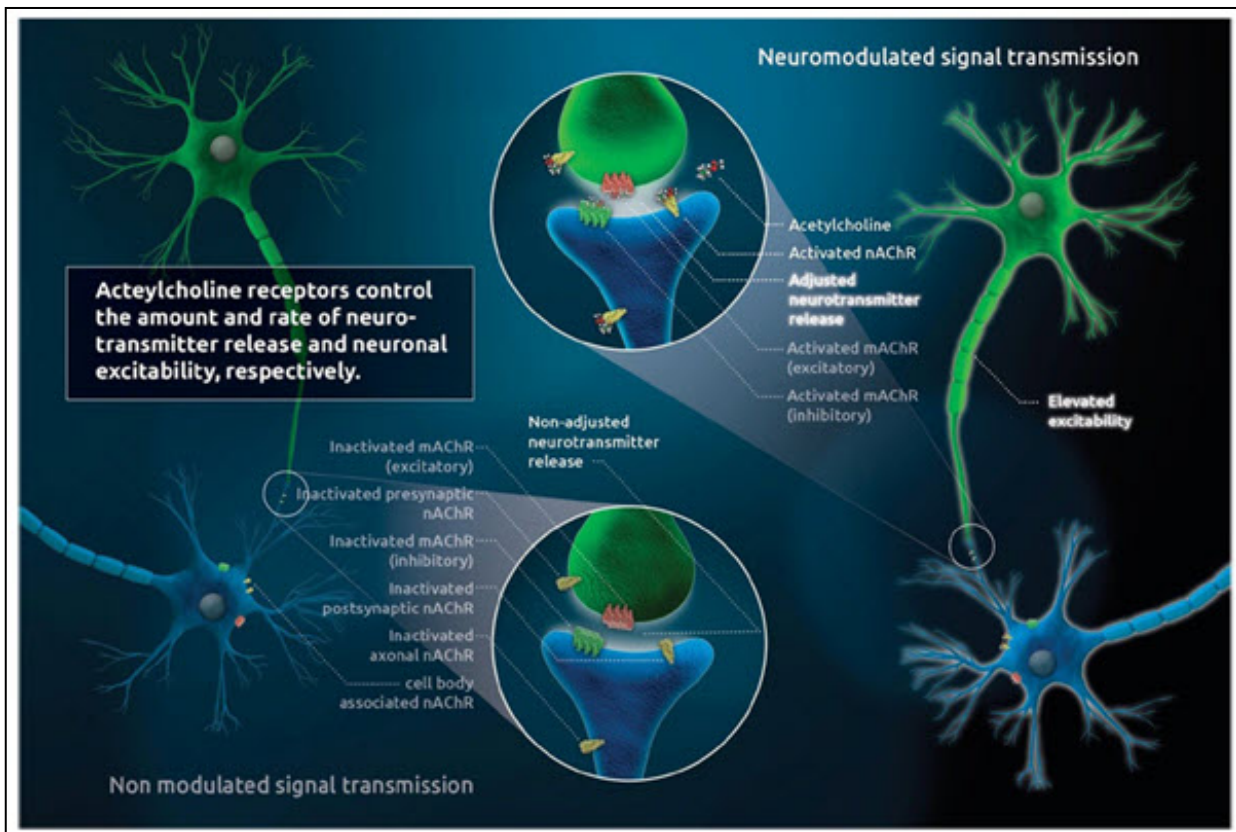 Neuromodulated signal transmission
Acetylcholine
Activated nAChR
Adjusted
neurotransmitter
release
Activated mAChR
(excitatory)
Activated mAChR
(inhibitory)
Elevated
excitability
Acteylcholine receptors control
the amount and rate of neuro-
transmitter release and neuronal
excitability, respectively.
Non-adjusted
neurotransmitter
release
Inactivated mAChR
(excitatory)
Inactivated presynaptic
nAChR
Inactivated mAChR
(inhibitory)
Inactivated
postsynaptic nAChR
Inactivated
axonal nAChR
cell body
associated nAChR
Non modulated signal transmission